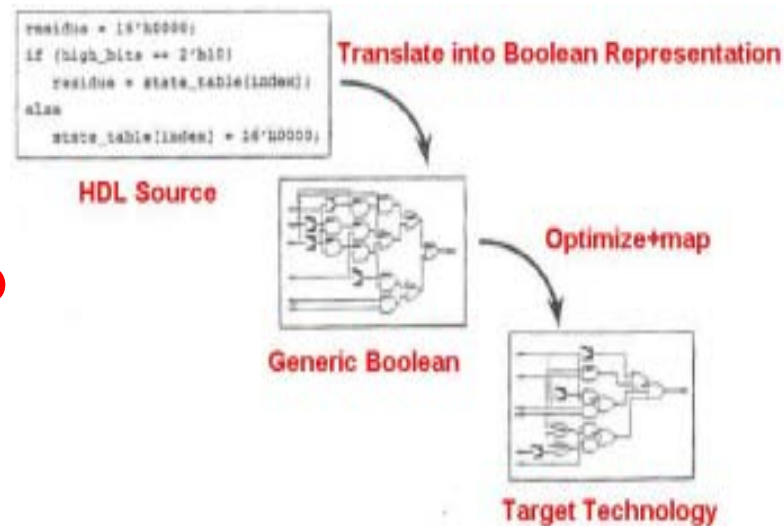 residue = 16'h0000;
if (high_bits == 2'b10)
residue = state_table[index];
else
state_table[index] = 16'h0000;
Translate into Boolean Representation
HDL Source
Optimize+map
Generic Boolean
Target Technology